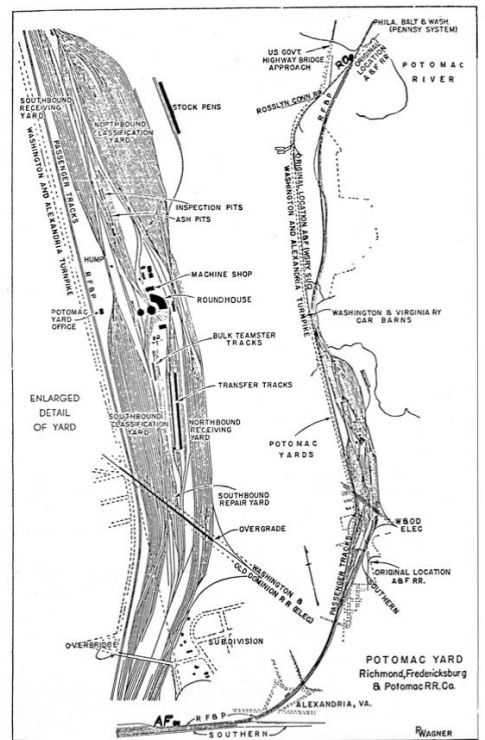 PHILA. BALT & WASH.
(PENNSY SYSTEM)
US GOVT.
HIGHWAY BRIDGE
APPROACH
RO
ORIGINAL
LOCATION
A & F RR
POTOMAC
RIVER
ROSSLYN CONN RR.
R F & P
ORIGINAL LOCATION A&F
WASHINGTON AND ALEXANDRIA TURNPIKE
SOUTHBOUND
RECEIVING
YARD
NORTHBOUND
CLASSIFICATION
YARD
STOCK PENS
PASSENGER TRACKS
WASHINGTON AND ALEXANDRIA TURNPIKE
R F & P
INSPECTION PITS
ASH PITS
HUMP
MACHINE SHOP
ROUNDHOUSE
POTOMAC
YARD
OFFICE
BULK TEAMSTER
TRACKS
TRANSFER TRACKS
WASHINGTON & VIRGINIA RY
CAR BARNS
ENLARGED
DETAIL
OF YARD
SOUTHBOUND
CLASSIFICATION
YARD
NORTHBOUND
RECEIVING
YARD
POTOMAC
YARDS
SOUTHBOUND
REPAIR YARD
OVERGRADE
WASHINGTON &
OLD DOMINION R R (ELEC)
W&OD
ELEC
ORIGINAL LOCATION
A&F RR.
PASSENGER TRACKS
SOUTHERN
OVERBRIDGE
SUBDIVISION
POTOMAC YARD
Richmond, Fredericksburg
& Potomac RR. Co.
ALEXANDRIA, VA.
AF
R F & P
SOUTHERN
WAGNER